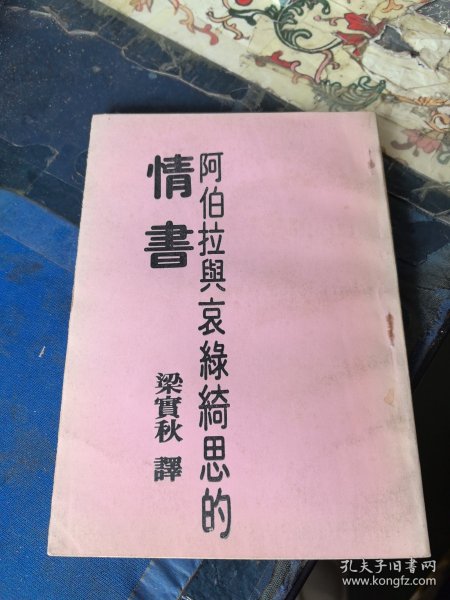 阿伯拉與哀綠綺思的
情書
梁實秋 譯
孔夫子旧书网
www.kongfz.com